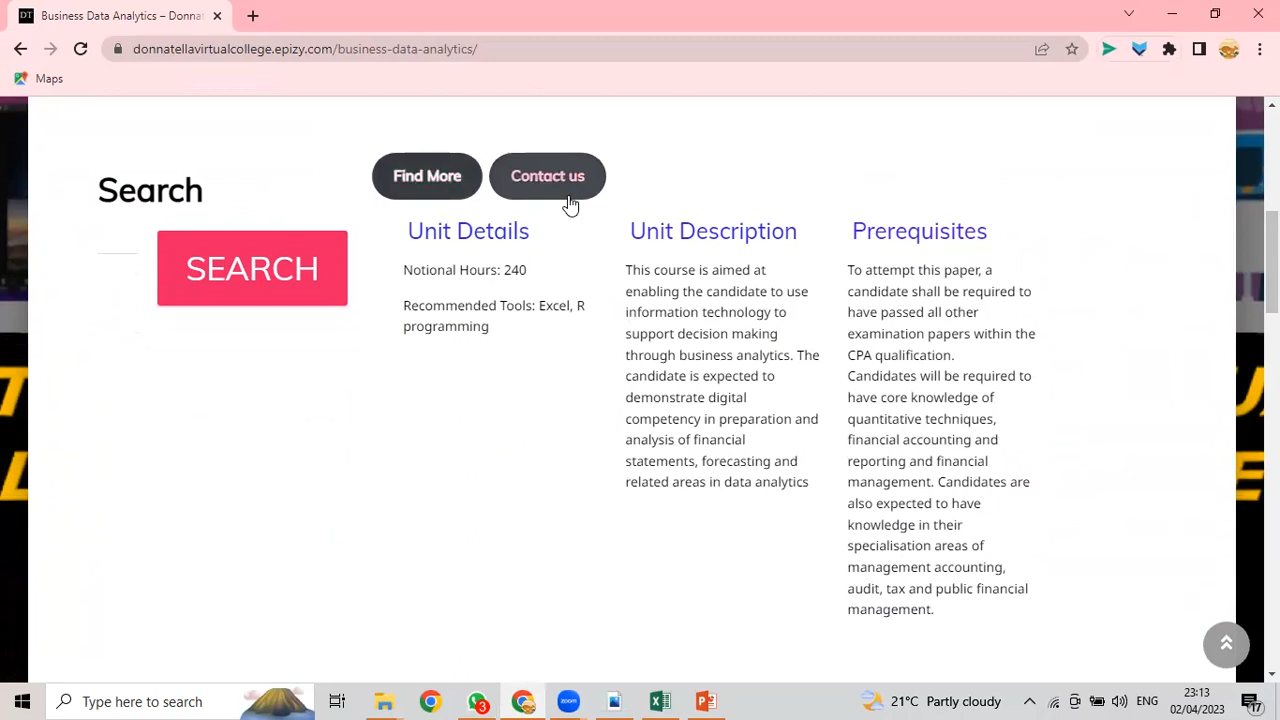 DT
Business Data Analytics – Donnat
donnatellavirtualcollege.epizy.com/business-data-analytics/
Maps
Search
SEARCH
Find More
Contact us
Unit Details
Notional Hours: 240
Recommended Tools: Excel, R
programming
Unit Description
This course is aimed at
enabling the candidate to use
information technology to
support decision making
through business analytics. The
candidate is expected to
demonstrate digital
competency in preparation and
analysis of financial
statements, forecasting and
related areas in data analytics
Prerequisites
To attempt this paper, a
candidate shall be required to
have passed all other
examination papers within the
CPA qualification.
Candidates will be required to
have core knowledge of
quantitative techniques,
financial accounting and
reporting and financial
management. Candidates are
also expected to have
knowledge in their
specialisation areas of
management accounting,
audit, tax and public financial
management.
Type here to search
3
zoom
21°C Partly cloudy
ENG
23:13
02/04/2023
17